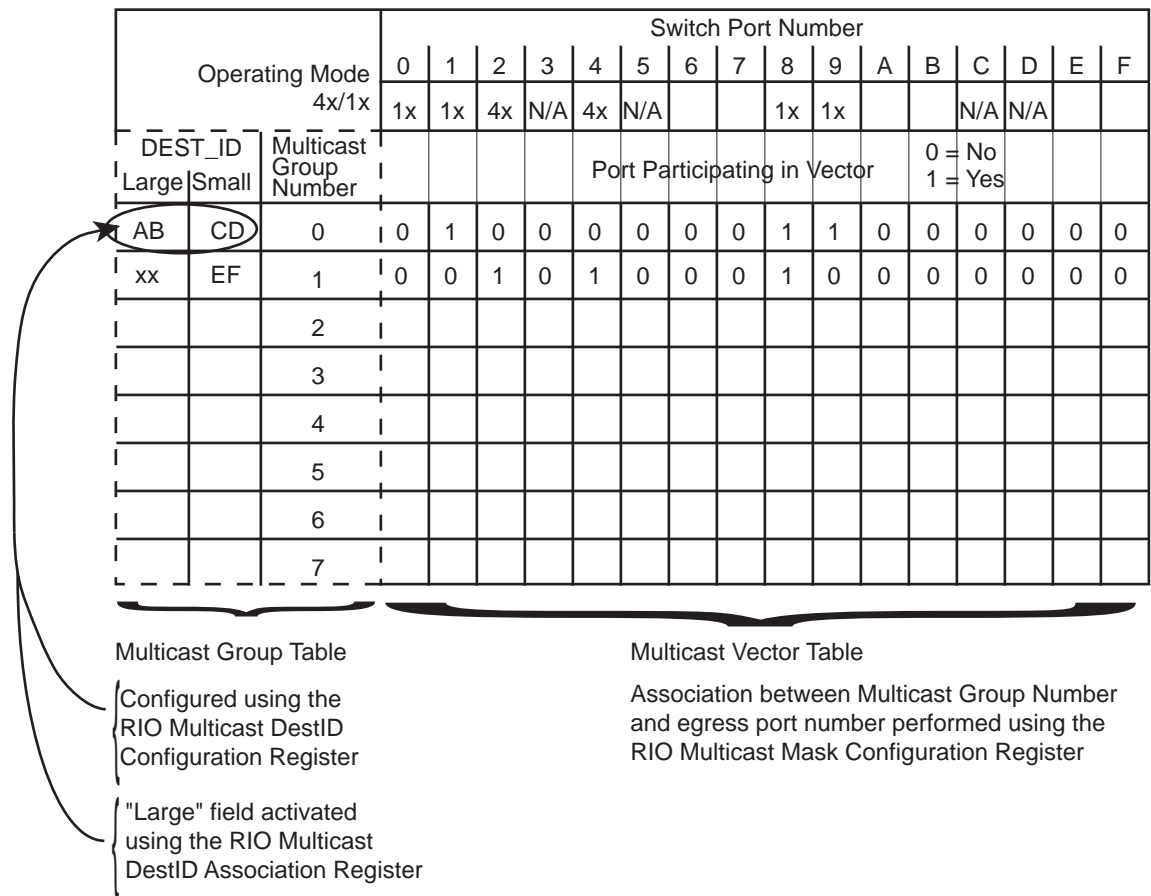 Switch Port Number
Operating Mode 0 1 2 3 4 5 6 7 8 9 A B C D E F
4x/1x 1x 1x 4x N/A 4x N/A 1x 1x N/A N/A
DEST_ID Multicast Group Number
Large Small
Port Participating in Vector 0 = No
1 = Yes
AB CD 0 0 1 0 0 0 0 0 0 1 1 0 0 0 0 0 0
xx EF 1 0 0 1 0 1 0 0 0 1 0 0 0 0 0 0 0
2
3
4
5
6
7
Multicast Group Table
Configured using the
RIO Multicast DestID
Configuration Register
"Large" field activated
using the RIO Multicast
DestID Association Register
Multicast Vector Table
Association between Multicast Group Number
and egress port number performed using the
RIO Multicast Mask Configuration Register